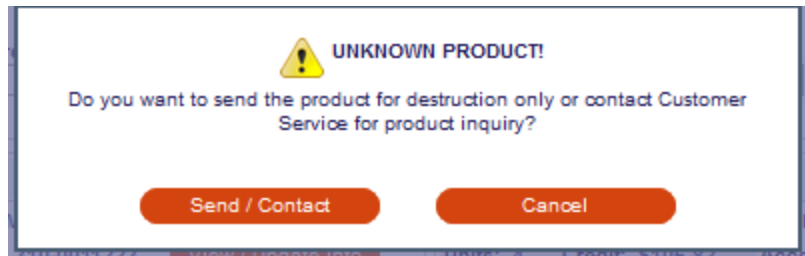 UNKNOWN PRODUCT!
Do you want to send the product for destruction only or contact Customer
Service for product inquiry?
Send / Contact
Cancel